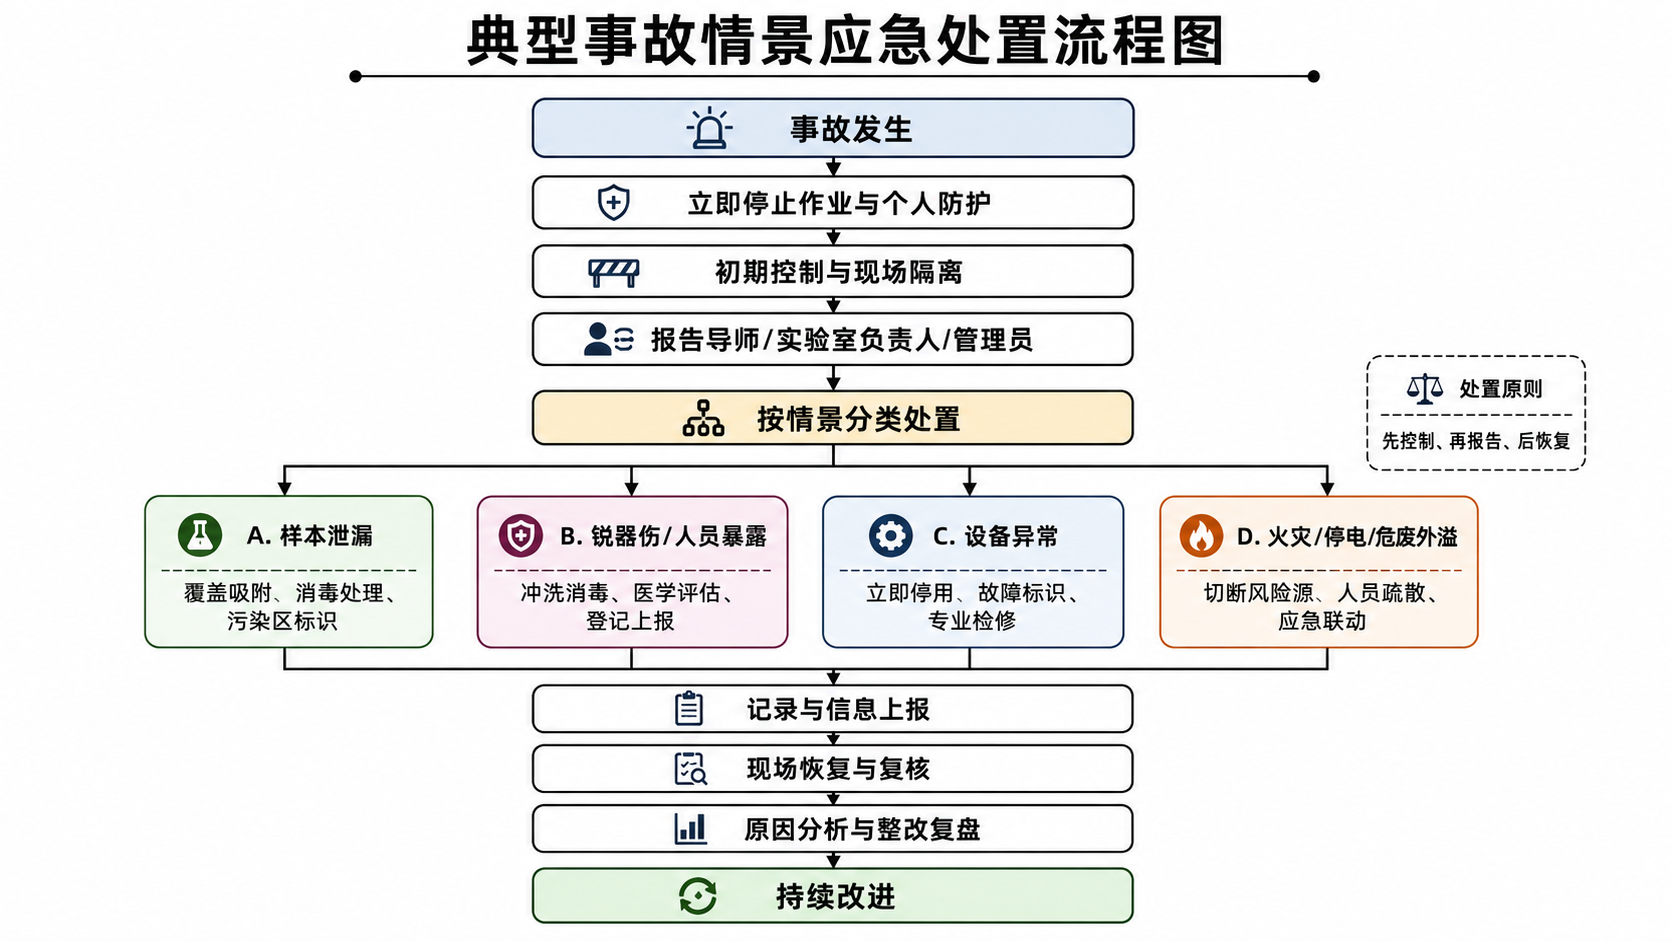 典型事故情景应急处置流程图
事故发生
立即停止作业与个人防护
初期控制与现场隔离
报告导师/实验室负责人/管理员
按情景分类处置
处置原则
先控制、再报告、后恢复
A. 样本泄漏
覆盖吸附、消毒处理、
污染区标识
B. 锐器伤/人员暴露
冲洗消毒、医学评估、
登记上报
C. 设备异常
立即停用、故障标识、
专业检修
D. 火灾/停电/危废外溢
切断风险源、人员疏散、
应急联动
记录与信息上报
现场恢复与复核
原因分析与整改复盘
持续改进